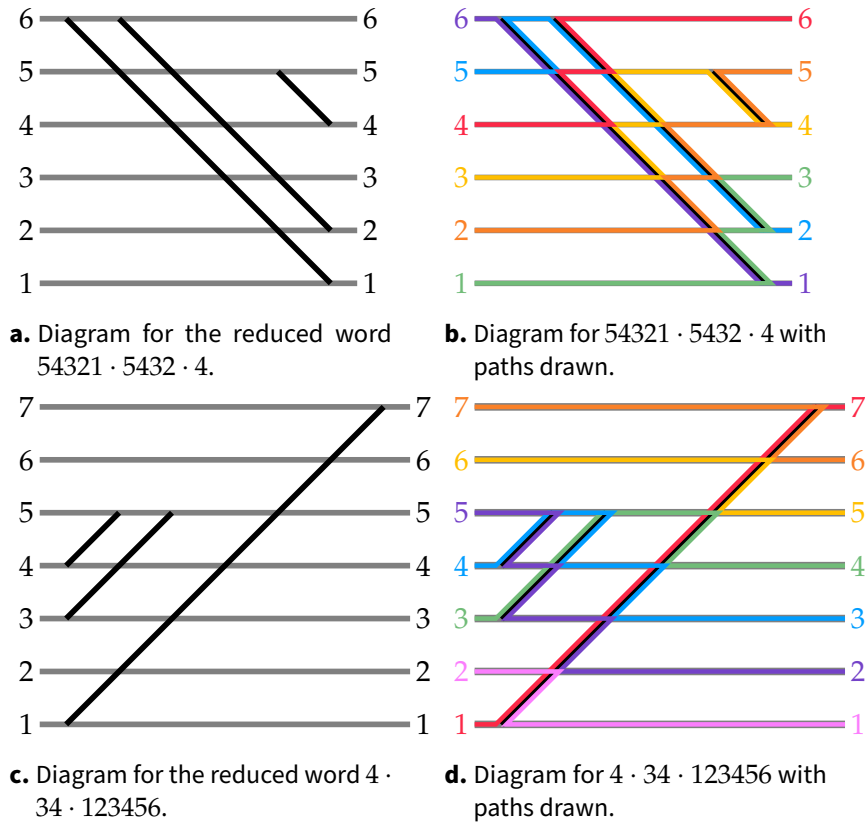 6 6 6 6
5 5 5 5
4 4 4 4
3 3 3 3
2 2 2 2
1 1 1 1
a. Diagram for the reduced word
54321 · 5432 · 4.
b. Diagram for 54321 · 5432 · 4 with
paths drawn.
7 7 7 7
6 6 6 6
5 5 5 5
4 4 4 4
3 3 3 3
2 2 2 2
1 1 1 1
c. Diagram for the reduced word 4 ·
34 · 123456.
d. Diagram for 4 · 34 · 123456 with
paths drawn.